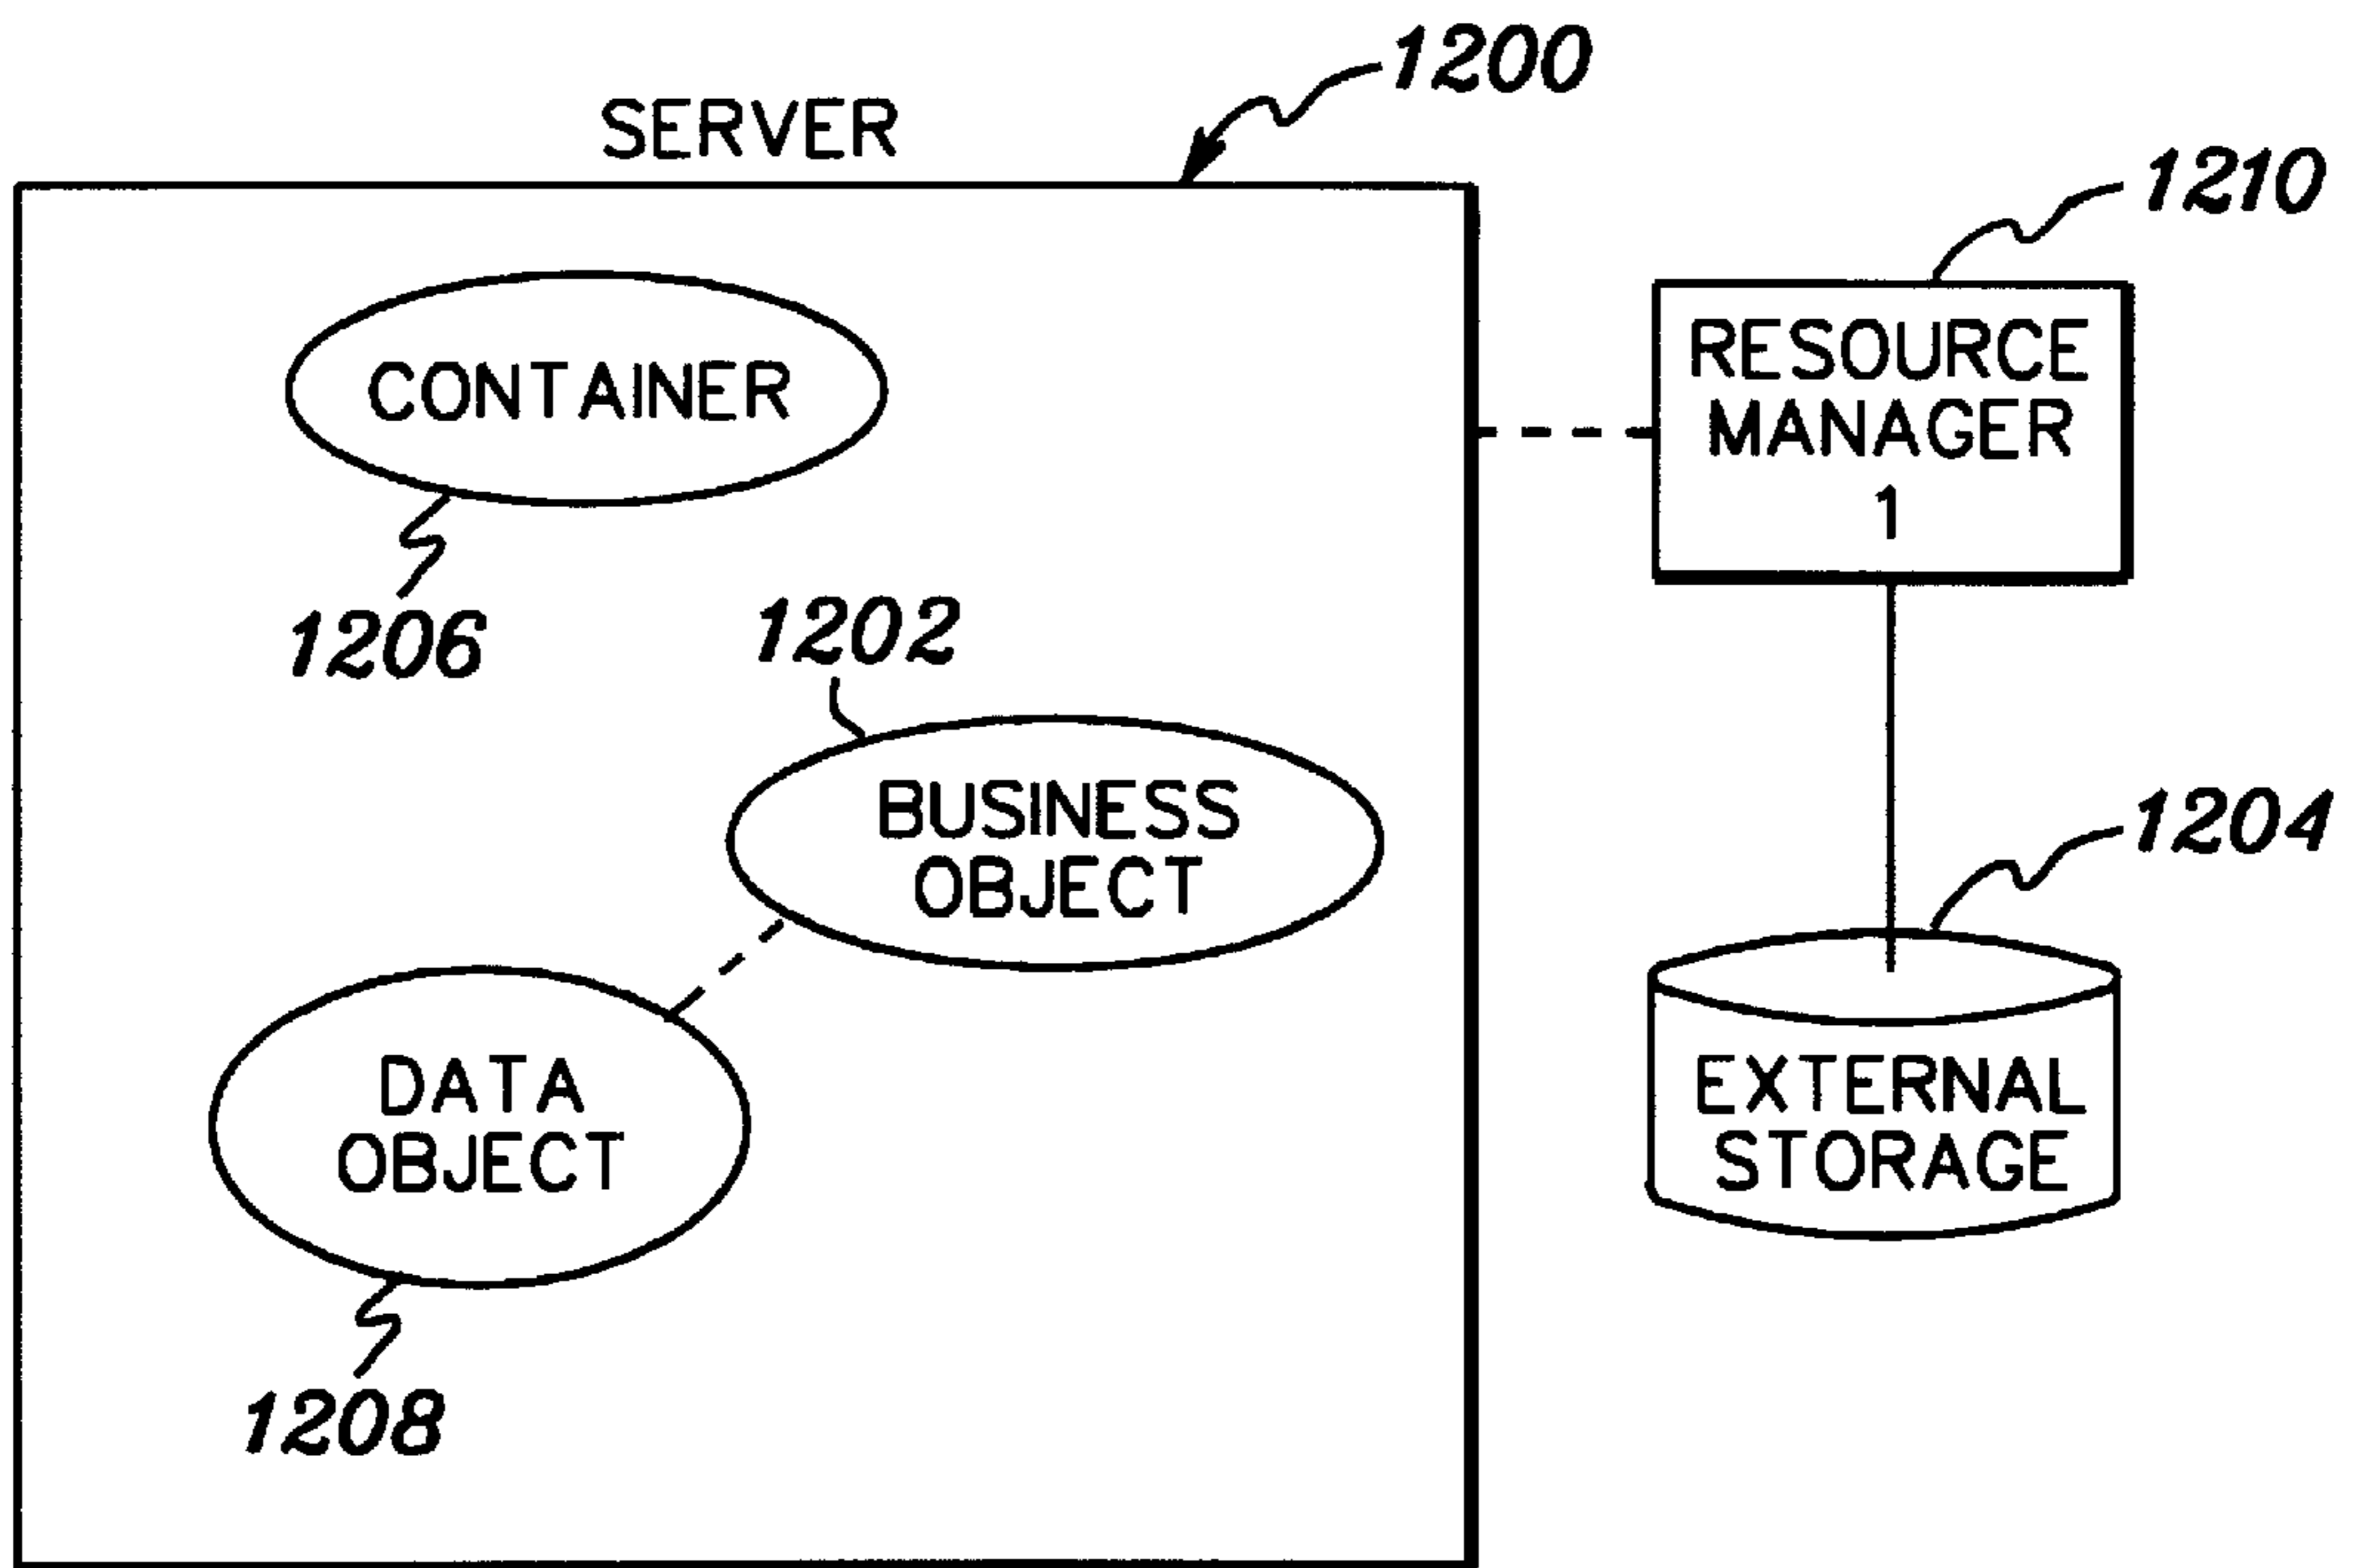 1200
SERVER
1210
RESOURCE
MANAGER
1
CONTAINER
1206
1202
BUSINESS
OBJECT
1204
DATA
OBJECT
EXTERNAL
STORAGE
1208